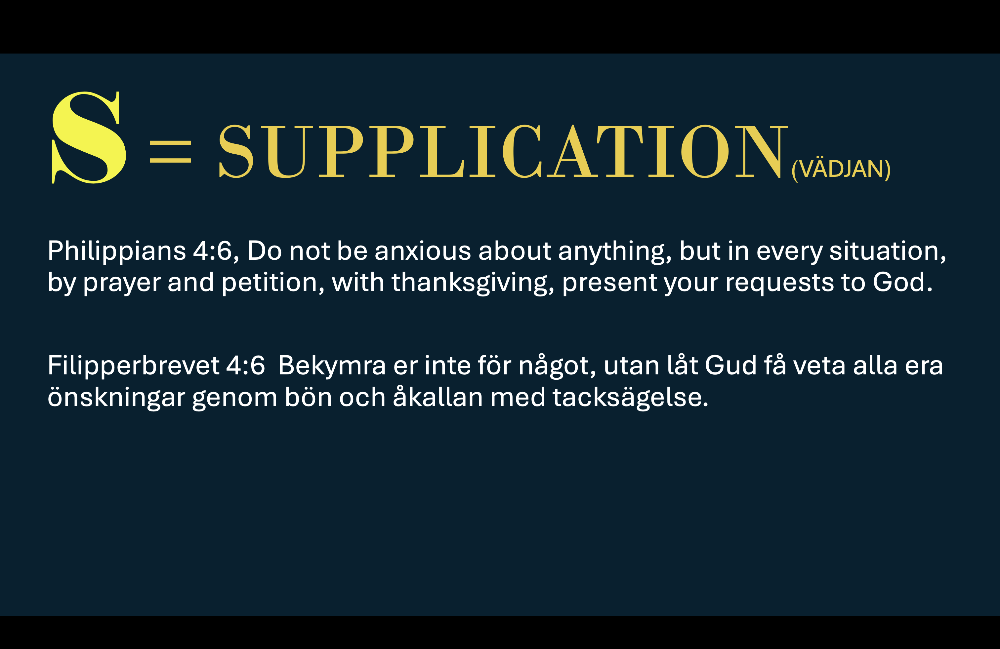 S = SUPPLICATION (VÄDJAN)
Philippians 4:6, Do not be anxious about anything, but in every situation,
by prayer and petition, with thanksgiving, present your requests to God.
Filipperbrevet 4:6  Bekymra er inte för något, utan låt Gud få veta alla era
önskningar genom bön och åkallan med tacksägelse.